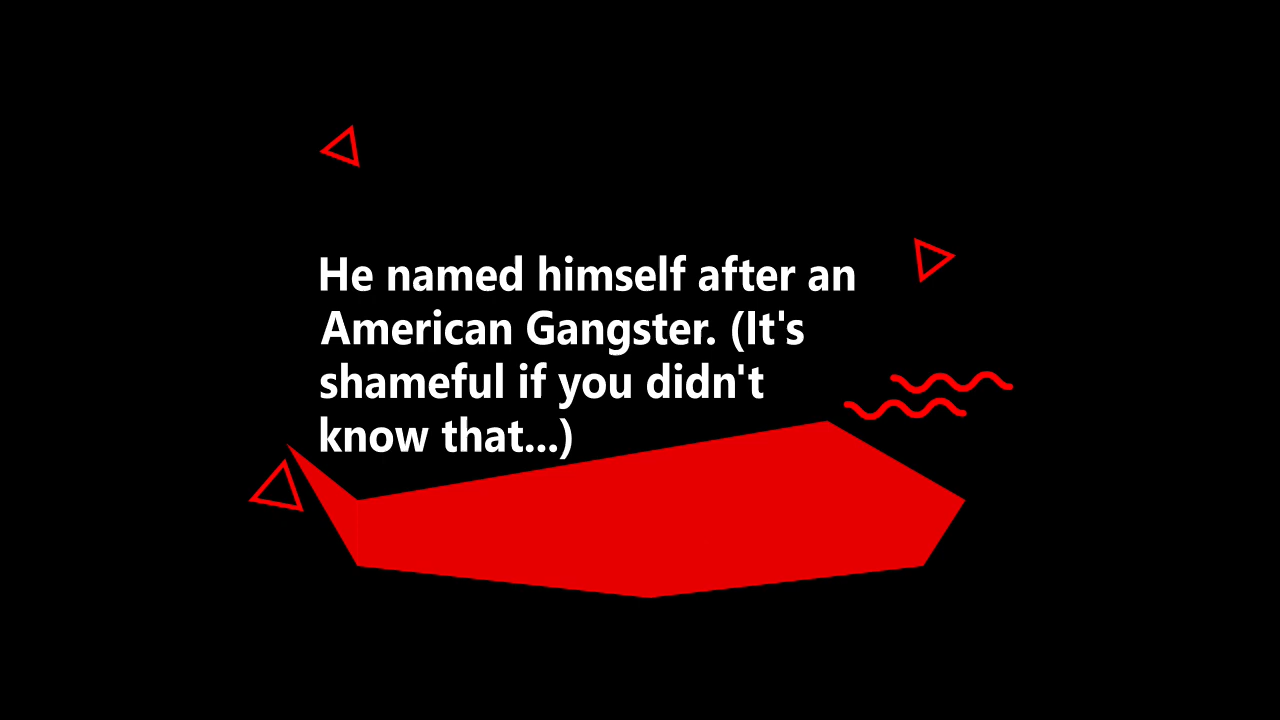 He named himself after an
American Gangster. (It's
shameful if you didn't
know that...)